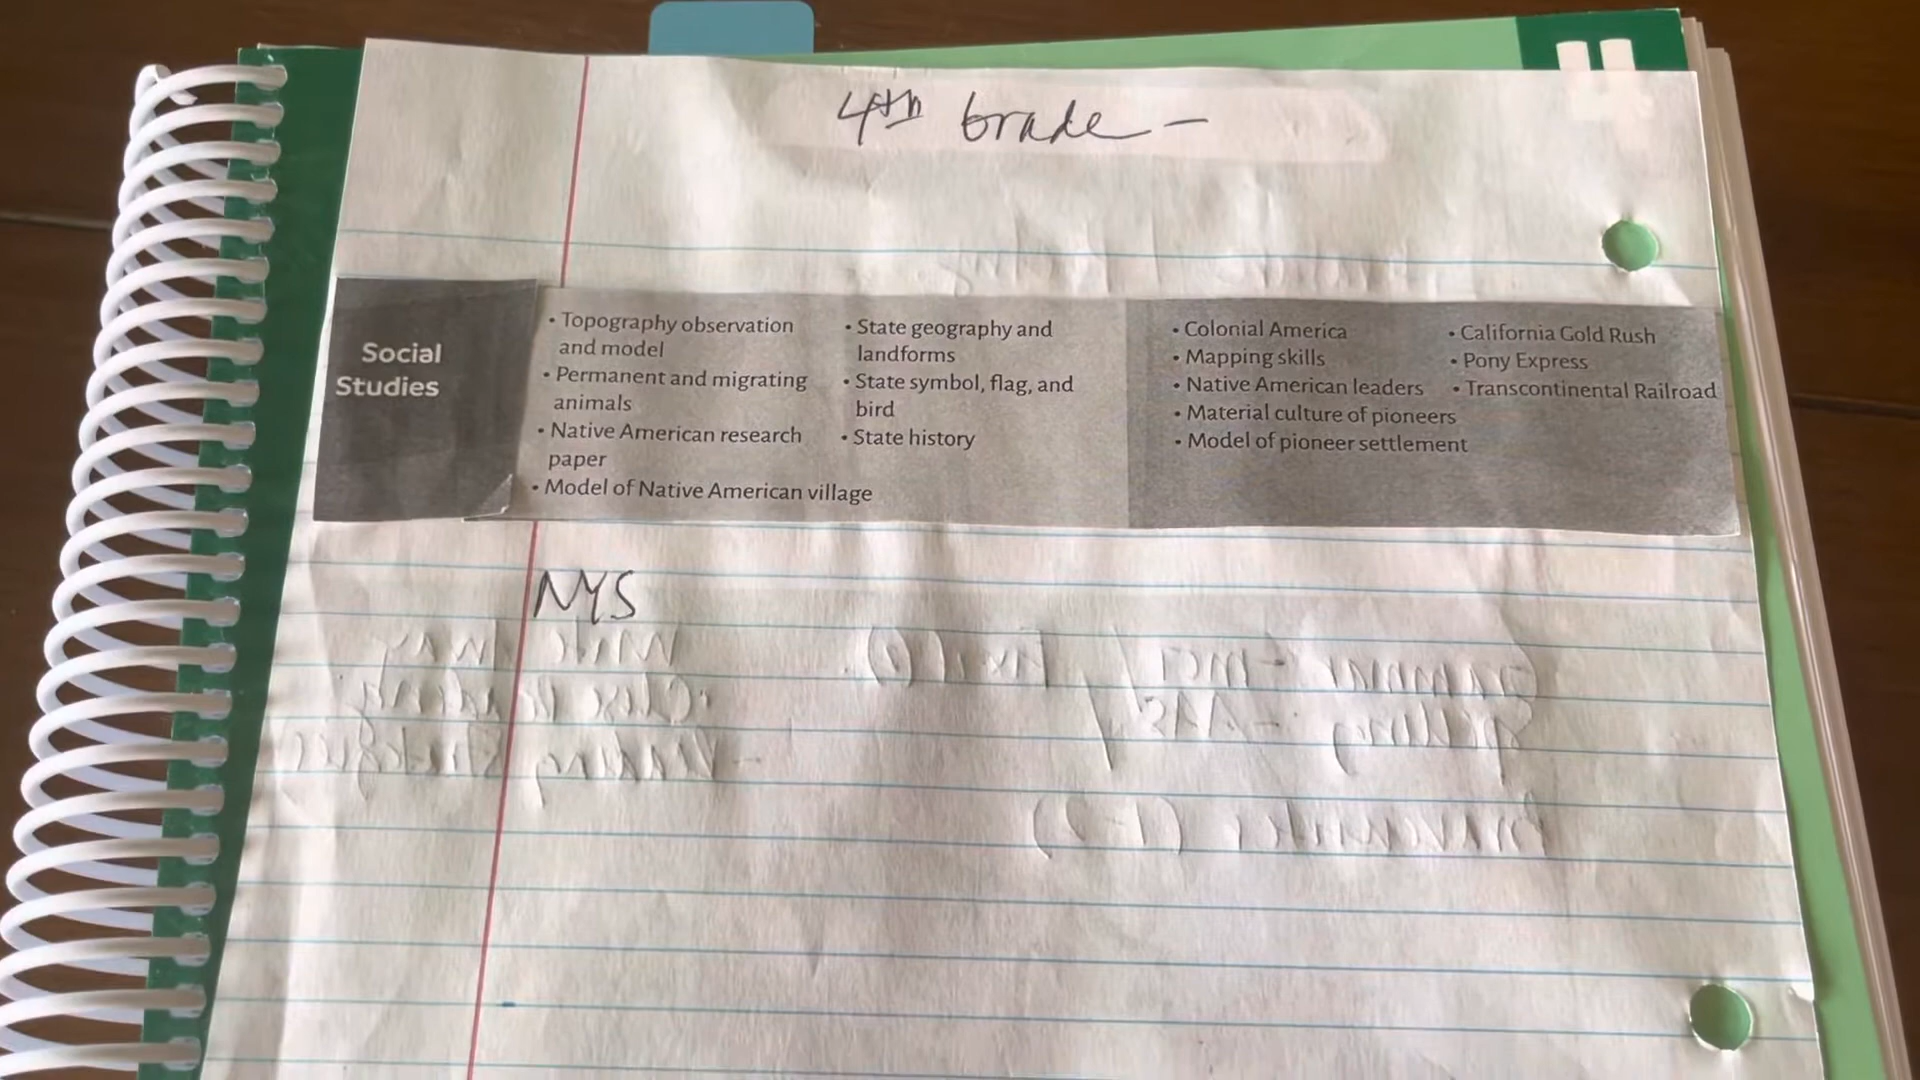 4th Grade -
Social
Studies
• Topography observation
and model
• Permanent and migrating
animals
• Native American research
paper
• Model of Native American village
• State geography and
landforms
• State symbol, flag, and
bird
• State history
• Colonial America
• Mapping skills
• Native American leaders
• Material culture of pioneers
• Model of pioneer settlement
• California Gold Rush
• Pony Express
• Transcontinental Railroad
NYS